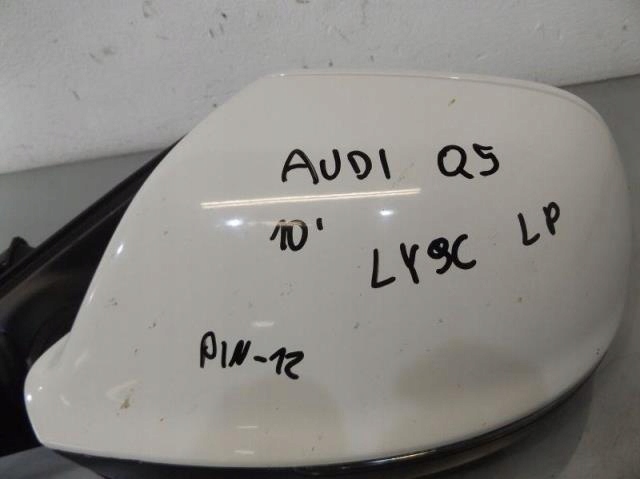 AUDI Q5
10'
LY9C LP
PIN-12